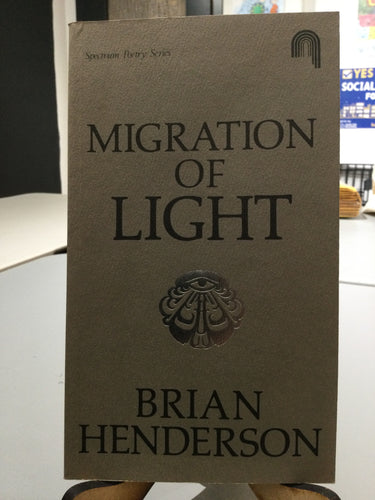 Spectrum Poetry Series
MIGRATION
OF
LIGHT
BRIAN
HENDERSON
YES
SOCIAL